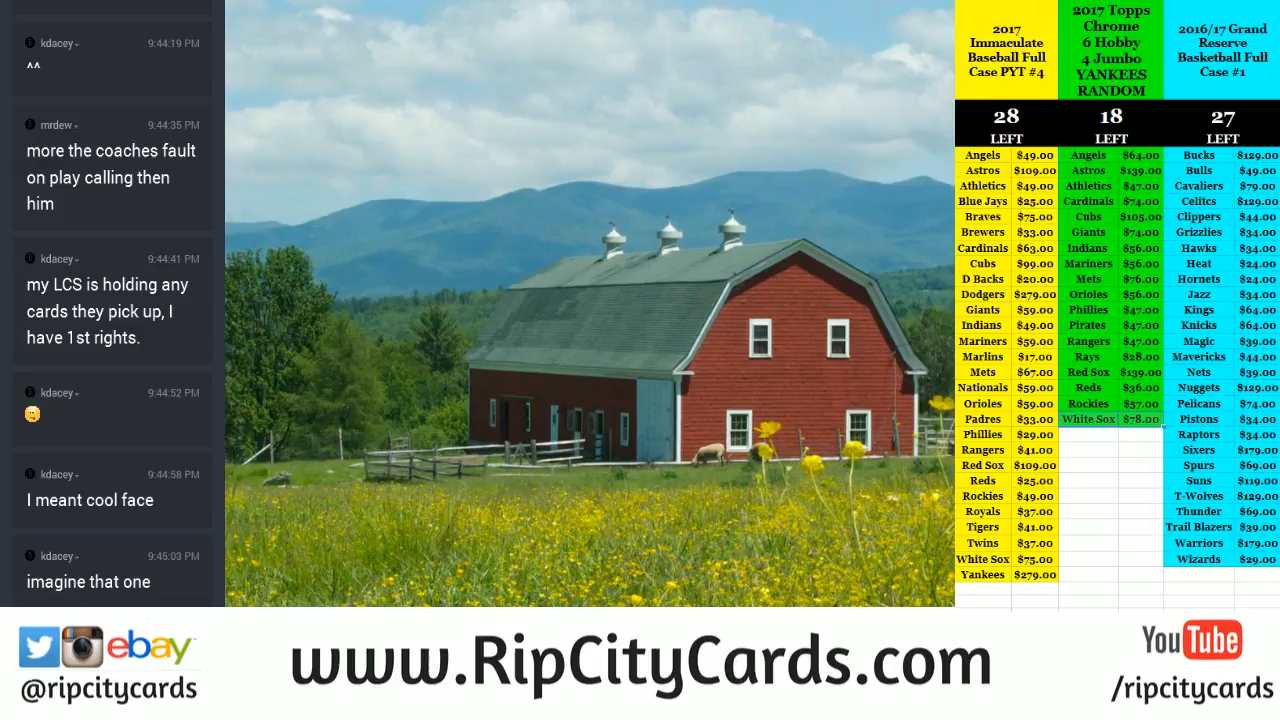 kdacey
9:44:19 PM
^^
mrdew
9:44:35 PM
more the coaches fault
on play calling then
him
kdacey
9:44:41 PM
my LCS is holding any
cards they pick up, I
have 1st rights.
kdacey
9:44:52 PM
kdacey
9:44:58 PM
I meant cool face
kdacey
9:45:03 PM
imagine that one
2017
Immaculate
Baseball Full
Case PYT #4
28
LEFT
Angels $49.00
Astros $109.00
Athletics $49.00
Blue Jays $25.00
Braves $75.00
Brewers $33.00
Cardinals $63.00
Cubs $99.00
D Backs $20.00
Dodgers $279.00
Giants $59.00
Indians $49.00
Mariners $59.00
Marlins $17.00
Mets $67.00
Nationals $59.00
Orioles $59.00
Padres $33.00
Phillies $29.00
Rangers $41.00
Red Sox $109.00
Reds $25.00
Rockies $49.00
Royals $37.00
Tigers $41.00
Twins $37.00
White Sox $75.00
Yankees $279.00
2017 Topps
Chrome
6 Hobby
4 Jumbo
YANKEES
RANDOM
18
LEFT
Angels $64.00
Astros $139.00
Athletics $47.00
Cardinals $74.00
Cubs $105.00
Giants $74.00
Indians $56.00
Mariners $56.00
Mets $76.00
Orioles $56.00
Phillies $47.00
Pirates $47.00
Rangers $47.00
Rays $28.00
Red Sox $139.00
Reds $36.00
Rockies $57.00
White Sox $78.00
2016/17 Grand
Reserve
Basketball Full
Case #1
27
LEFT
Bucks $129.00
Bulls $49.00
Cavaliers $79.00
Celitcs $129.00
Clippers $44.00
Grizzlies $34.00
Hawks $34.00
Heat $24.00
Hornets $24.00
Jazz $34.00
Kings $64.00
Knicks $64.00
Magic $39.00
Mavericks $44.00
Nets $39.00
Nuggets $129.00
Pelicans $74.00
Pistons $34.00
Raptors $34.00
Sixers $179.00
Spurs $69.00
Suns $119.00
T-Wolves $129.00
Thunder $69.00
Trail Blazers $39.00
Warriors $179.00
Wizards $29.00
ebay
@ripcitycards
www.RipCityCards.com
YouTube
/ripcitycards